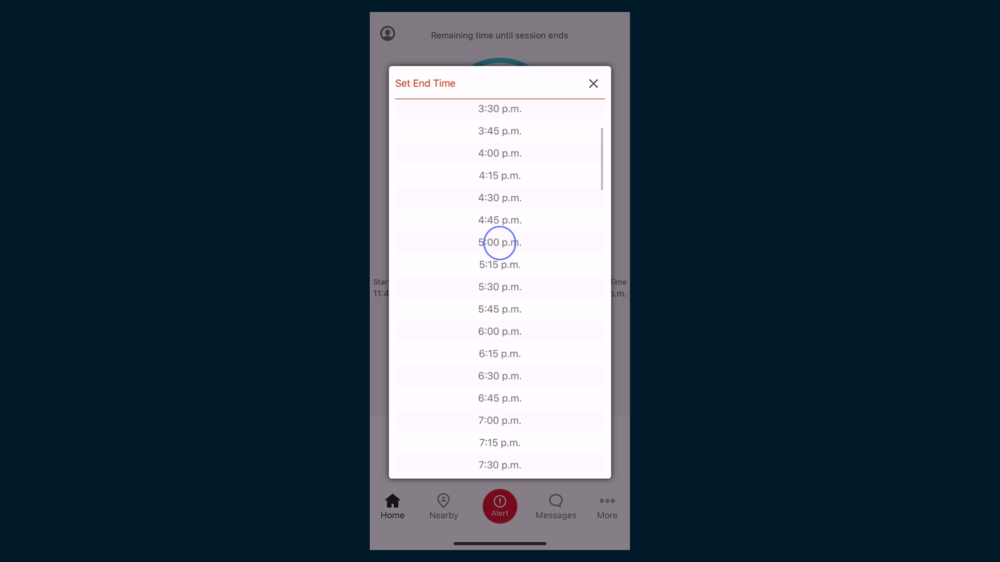 Remaining time until session ends
Set End Time
3:30 p.m.
3:45 p.m.
4:00 p.m.
4:15 p.m.
4:30 p.m.
4:45 p.m.
5:00 p.m.
5:15 p.m.
5:30 p.m.
5:45 p.m.
6:00 p.m.
6:15 p.m.
6:30 p.m.
6:45 p.m.
7:00 p.m.
7:15 p.m.
7:30 p.m.
Time
p.m.
Home
Nearby
Alert
Messages
More